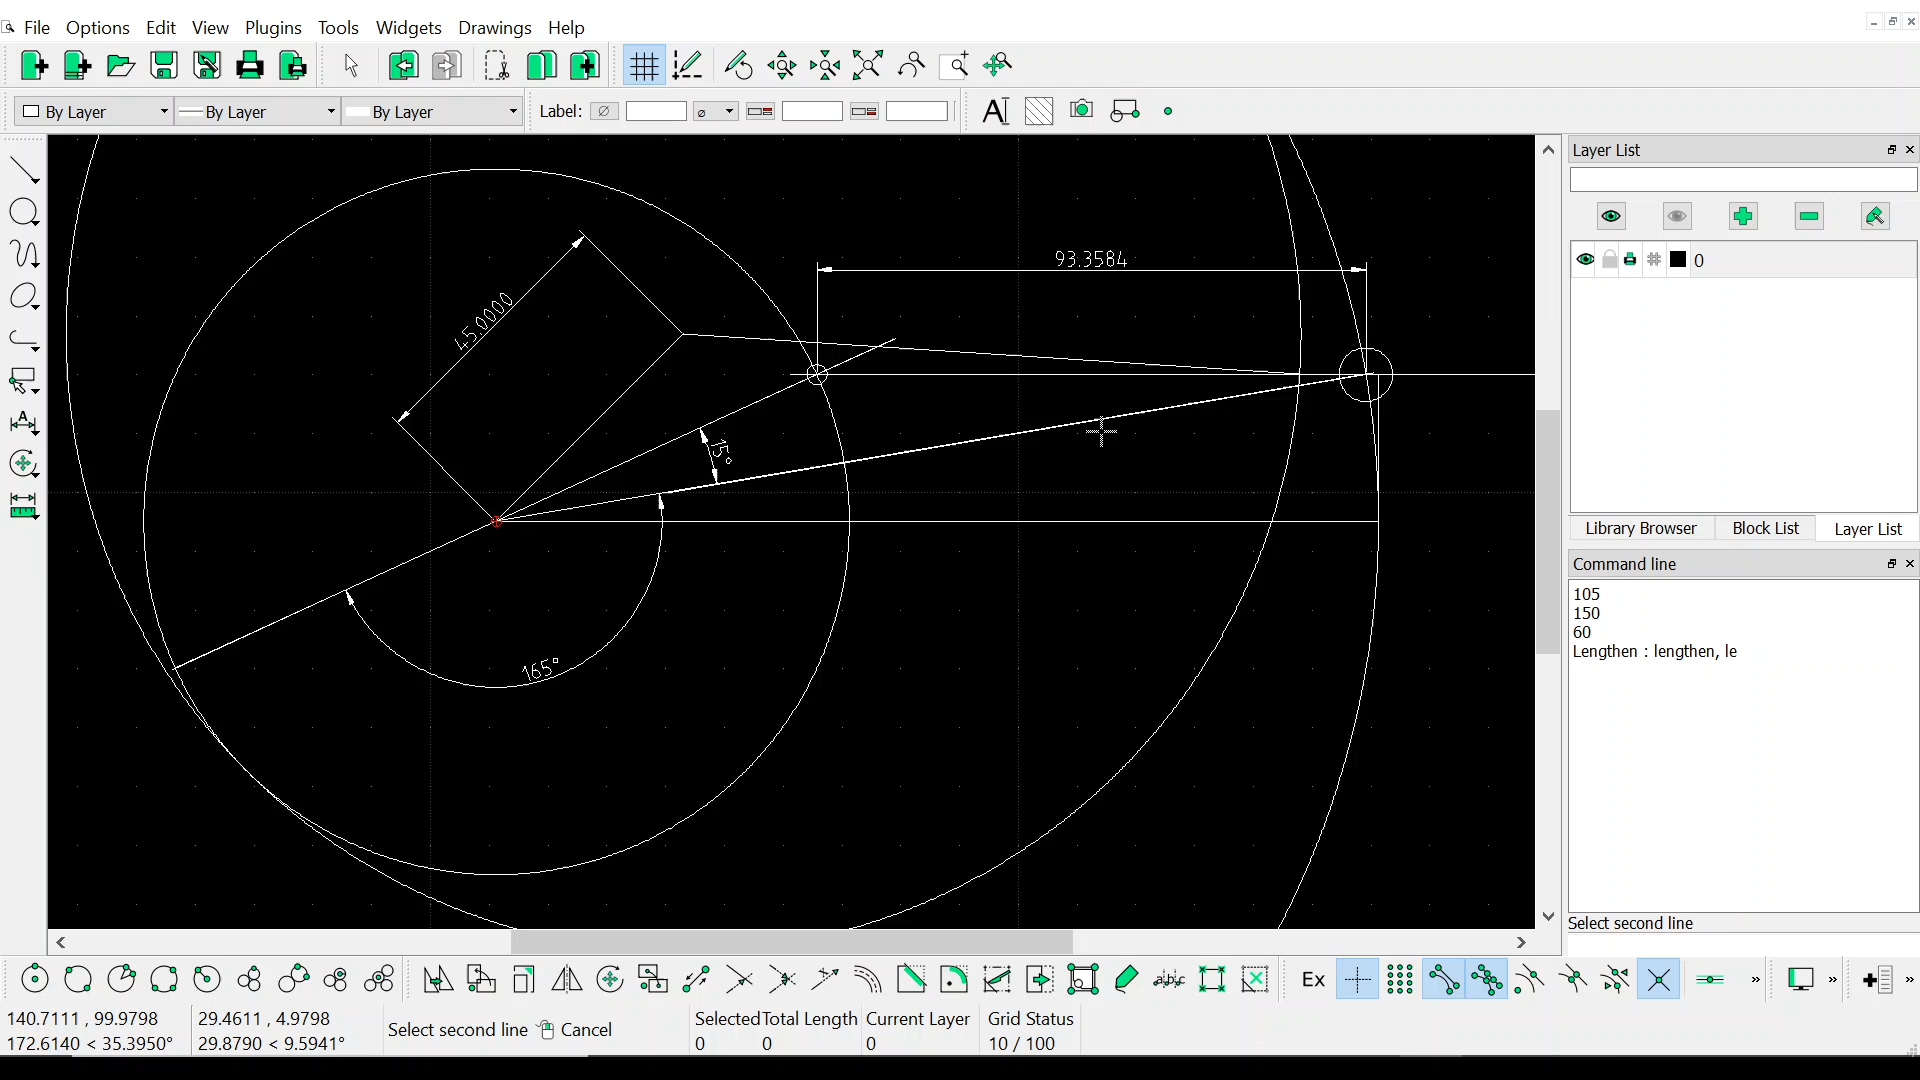 File Options Edit View Plugins Tools Widgets Drawings Help
By Layer By Layer By Layer Label: A
Layer List
93.3584
45.0000
0
15°
165°
Library Browser Block List Layer List
Command line
105
150
60
Lengthen : lengthen, le
Select second line
Ex
140.7111 , 99.9798
172.6140 < 35.3950°
29.4611 , 4.9798
29.8790 < 9.5941°
Select second line Cancel
Selected Total Length Current Layer Grid Status
0 0 0 10 / 100